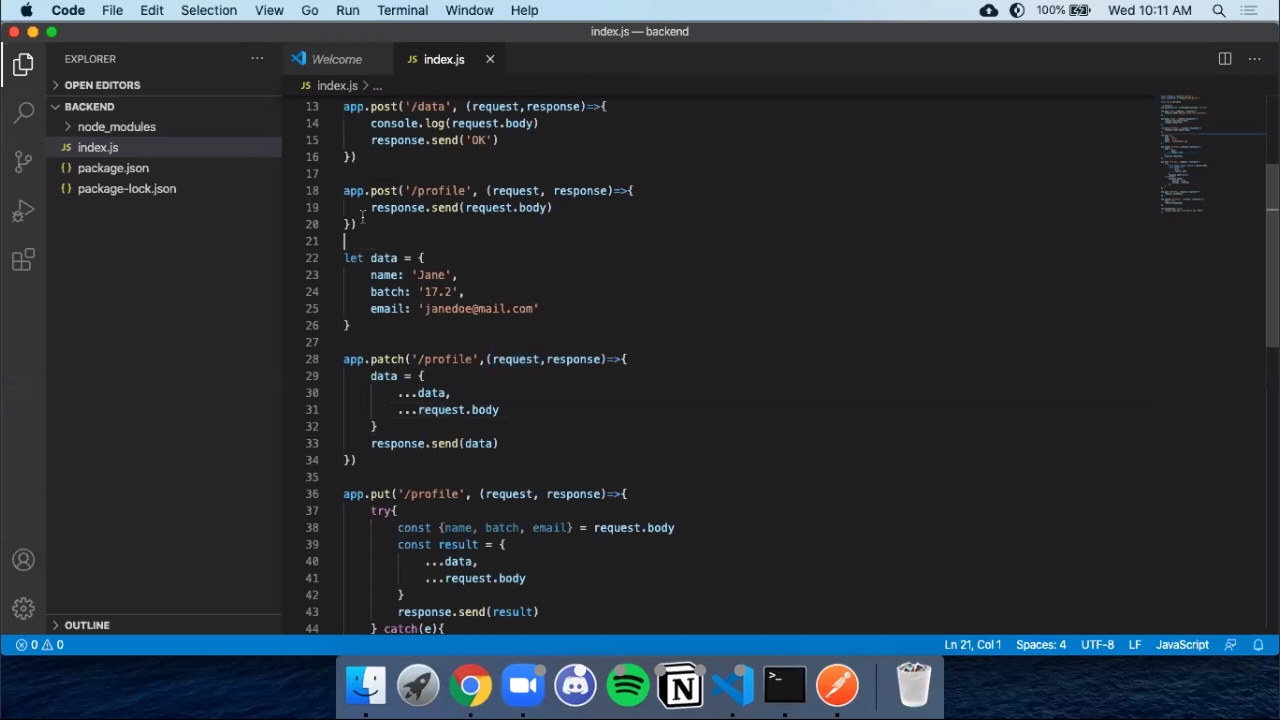 Code File Edit Selection View Go Run Terminal Window Help 100% Wed 10:11 AM
index.js — backend
EXPLORER ··· Welcome JS index.js ×
OPEN EDITORS JS index.js > ...
BACKEND
node_modules
JS index.js
package.json
package-lock.json
13 app.post('/data', (request,response)=>{
14 console.log(request.body)
15 response.send('OK')
16 })
17
18 app.post('/profile', (request, response)=>{
19 response.send(request.body)
20 })
21
22 let data = {
23 name: 'Jane',
24 batch: '17.2',
25 email: 'janedoe@mail.com'
26 }
27
28 app.patch('/profile',(request,response)=>{
29 data = {
30 ...data,
31 ...request.body
32 }
33 response.send(data)
34 })
35
36 app.put('/profile', (request, response)=>{
37 try{
38 const {name, batch, email} = request.body
39 const result = {
40 ...data,
41 ...request.body
42 }
43 response.send(result)
44 } catch(e){
OUTLINE
0 0 Ln 21, Col 1 Spaces: 4 UTF-8 LF JavaScript